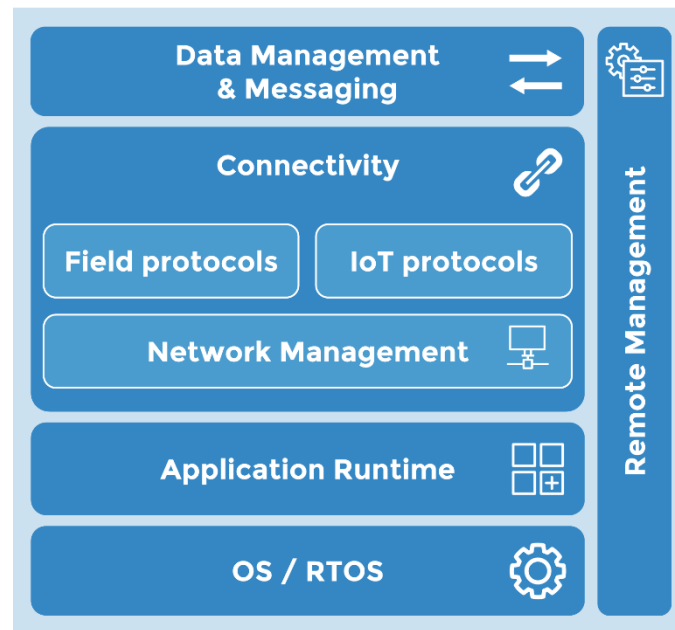 Data Management
& Messaging
Connectivity
Field protocols
IoT protocols
Network Management
Application Runtime
OS / RTOS
Remote Management